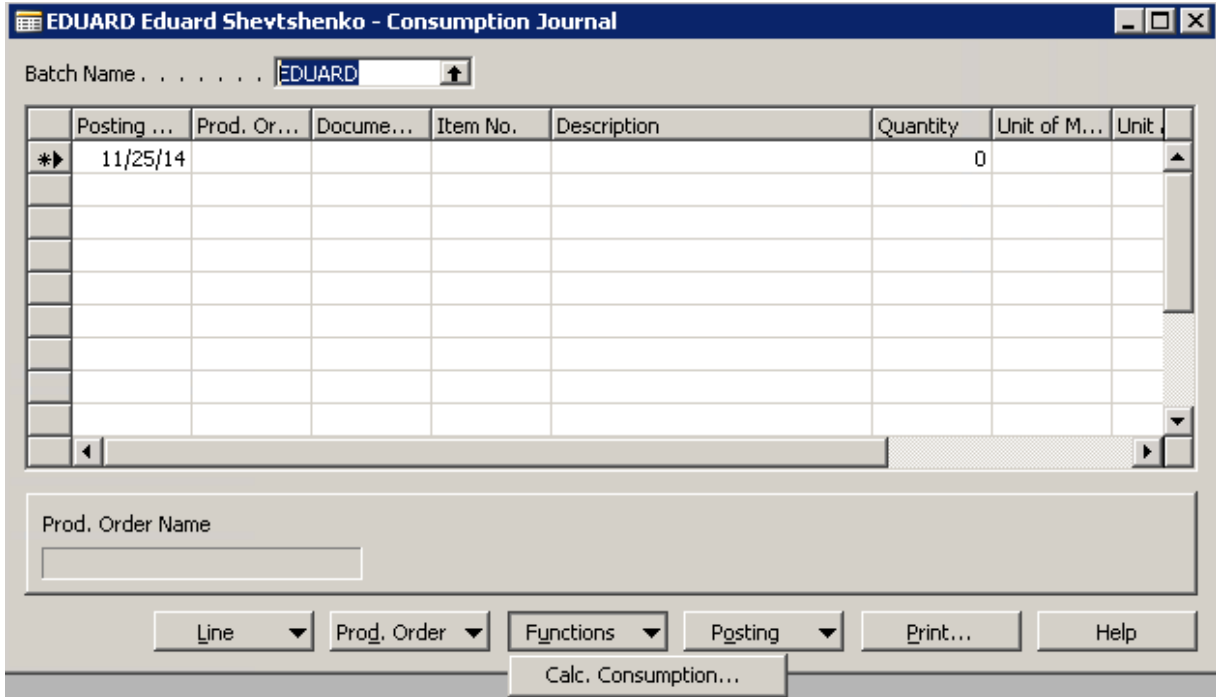 EDUARD Eduard Shevtshenko - Consumption Journal
Batch Name . . . . . . . EDUARD
Posting ... Prod. Or... Docume... Item No. Description Quantity Unit of M... Unit
11/25/14 0
Prod. Order Name
Line Prod. Order Functions Posting Print... Help
Calc. Consumption...